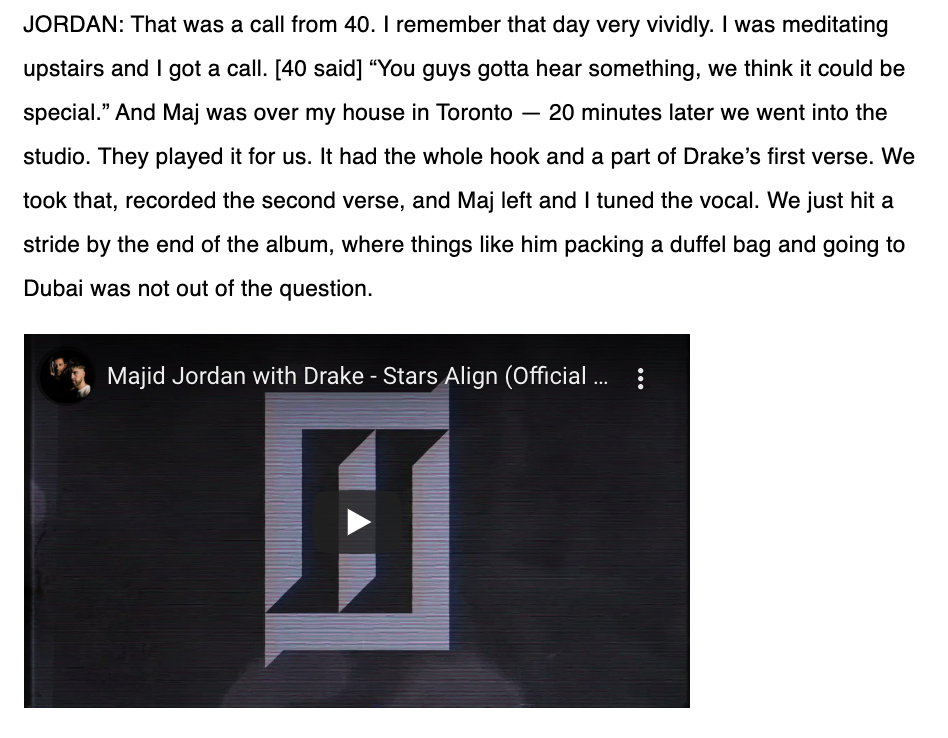 JORDAN: That was a call from 40. I remember that day very vividly. I was meditating
upstairs and I got a call. [40 said] “You guys gotta hear something, we think it could be
special.” And Maj was over my house in Toronto — 20 minutes later we went into the
studio. They played it for us. It had the whole hook and a part of Drake’s first verse. We
took that, recorded the second verse, and Maj left and I tuned the vocal. We just hit a
stride by the end of the album, where things like him packing a duffel bag and going to
Dubai was not out of the question.
Majid Jordan with Drake - Stars Align (Official ...